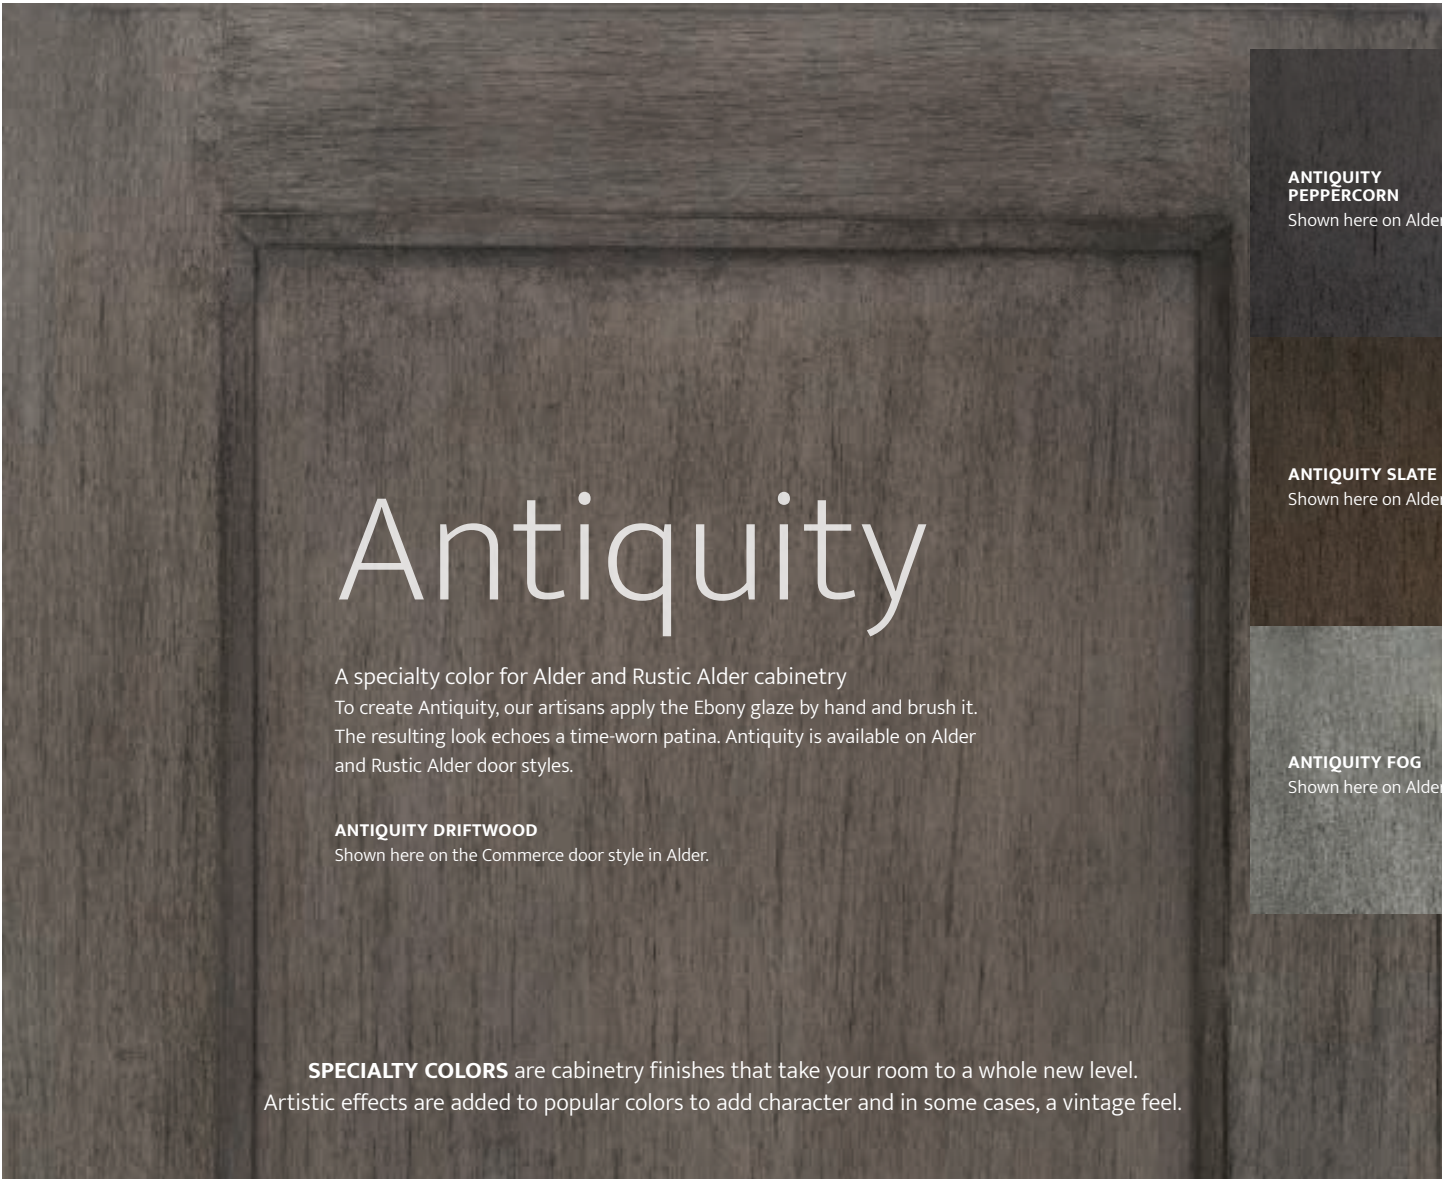 Antiquity
A specialty color for Alder and Rustic Alder cabinetry
To create Antiquity, our artisans apply the Ebony glaze by hand and brush it.
The resulting look echoes a time-worn patina. Antiquity is available on Alder
and Rustic Alder door styles.
ANTIQUITY DRIFTWOOD
Shown here on the Commerce door style in Alder.
SPECIALTY COLORS are cabinetry finishes that take your room to a whole new level.
Artistic effects are added to popular colors to add character and in some cases, a vintage feel.
ANTIQUITY
PEPPERCORN
Shown here on Alder
ANTIQUITY SLATE
Shown here on Alder
ANTIQUITY FOG
Shown here on Alder